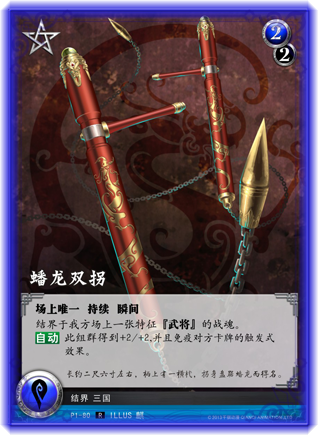 2
2
蟠龙双拐
场上唯一 持续 瞬间
结界于我方场上一张特征『武将』的战魂。
自动 此组群得到+2/+2,并且免疫对方卡牌的触发式
效果。
长约二尺六寸左右，柄上有一横杖，拐身盖雕蟠龙而得名。
结界 三国
P1-80 R ILLUS 麒